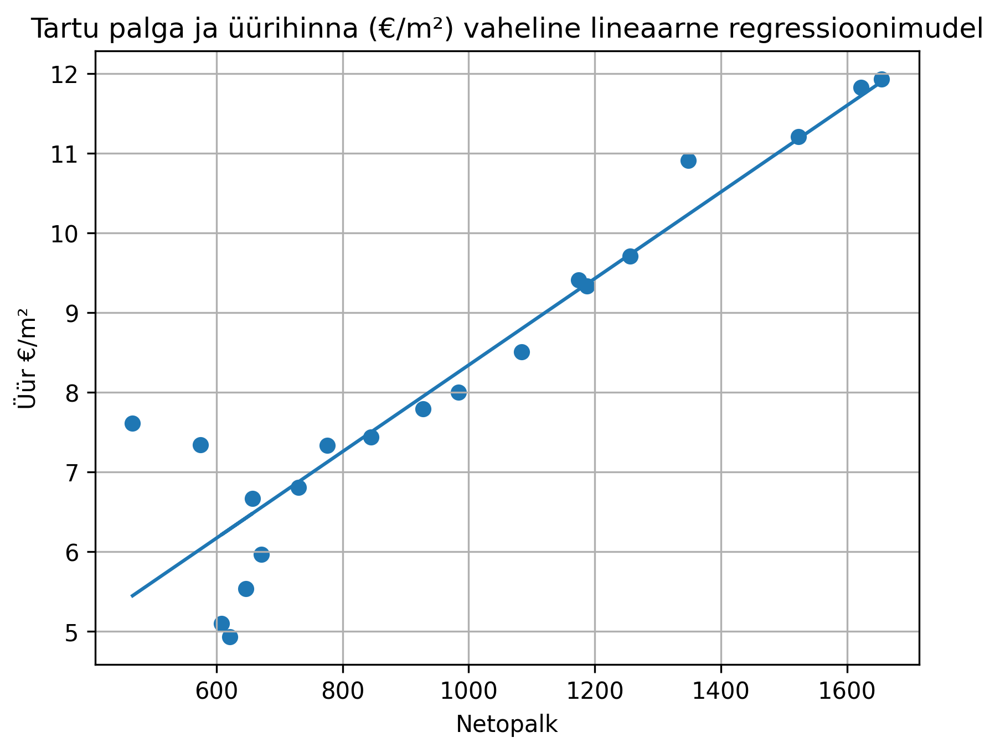 Tartu palga ja üürihinna (€/m²) vaheline lineaarne regressioonimudel
12
11
10
9
8
7
6
5
Üür €/m²
600 800 1000 1200 1400 1600
Netopalk